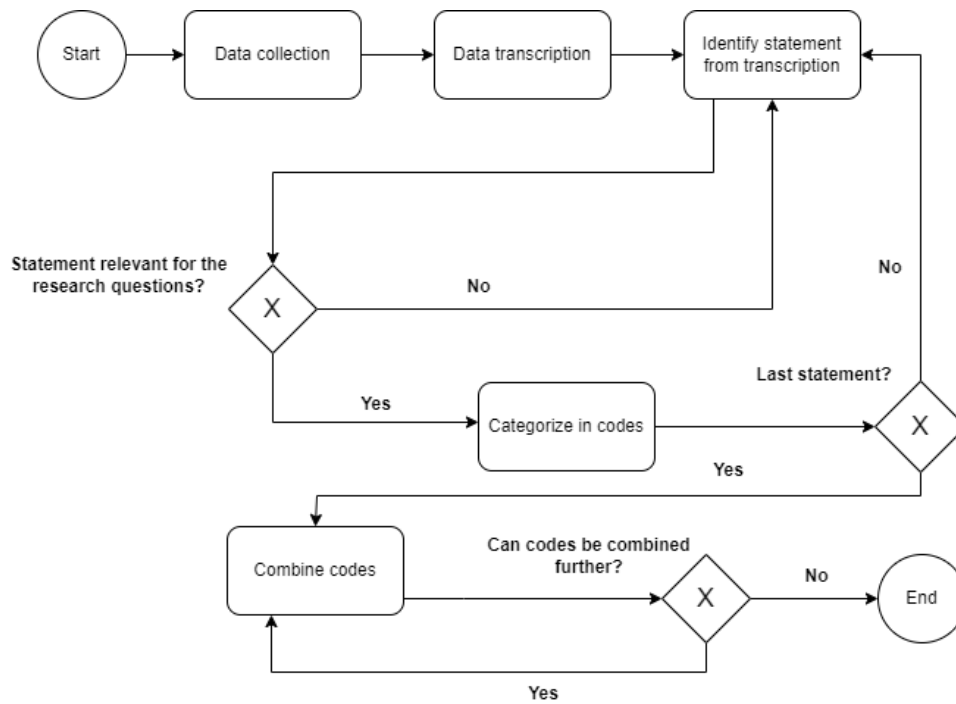 Start
Data collection
Data transcription
Identify statement
from transcription
Statement relevant for the
research questions?
X
No
No
Last statement?
X
Yes
Categorize in codes
Yes
Combine codes
Can codes be combined
further?
X
No
End
Yes